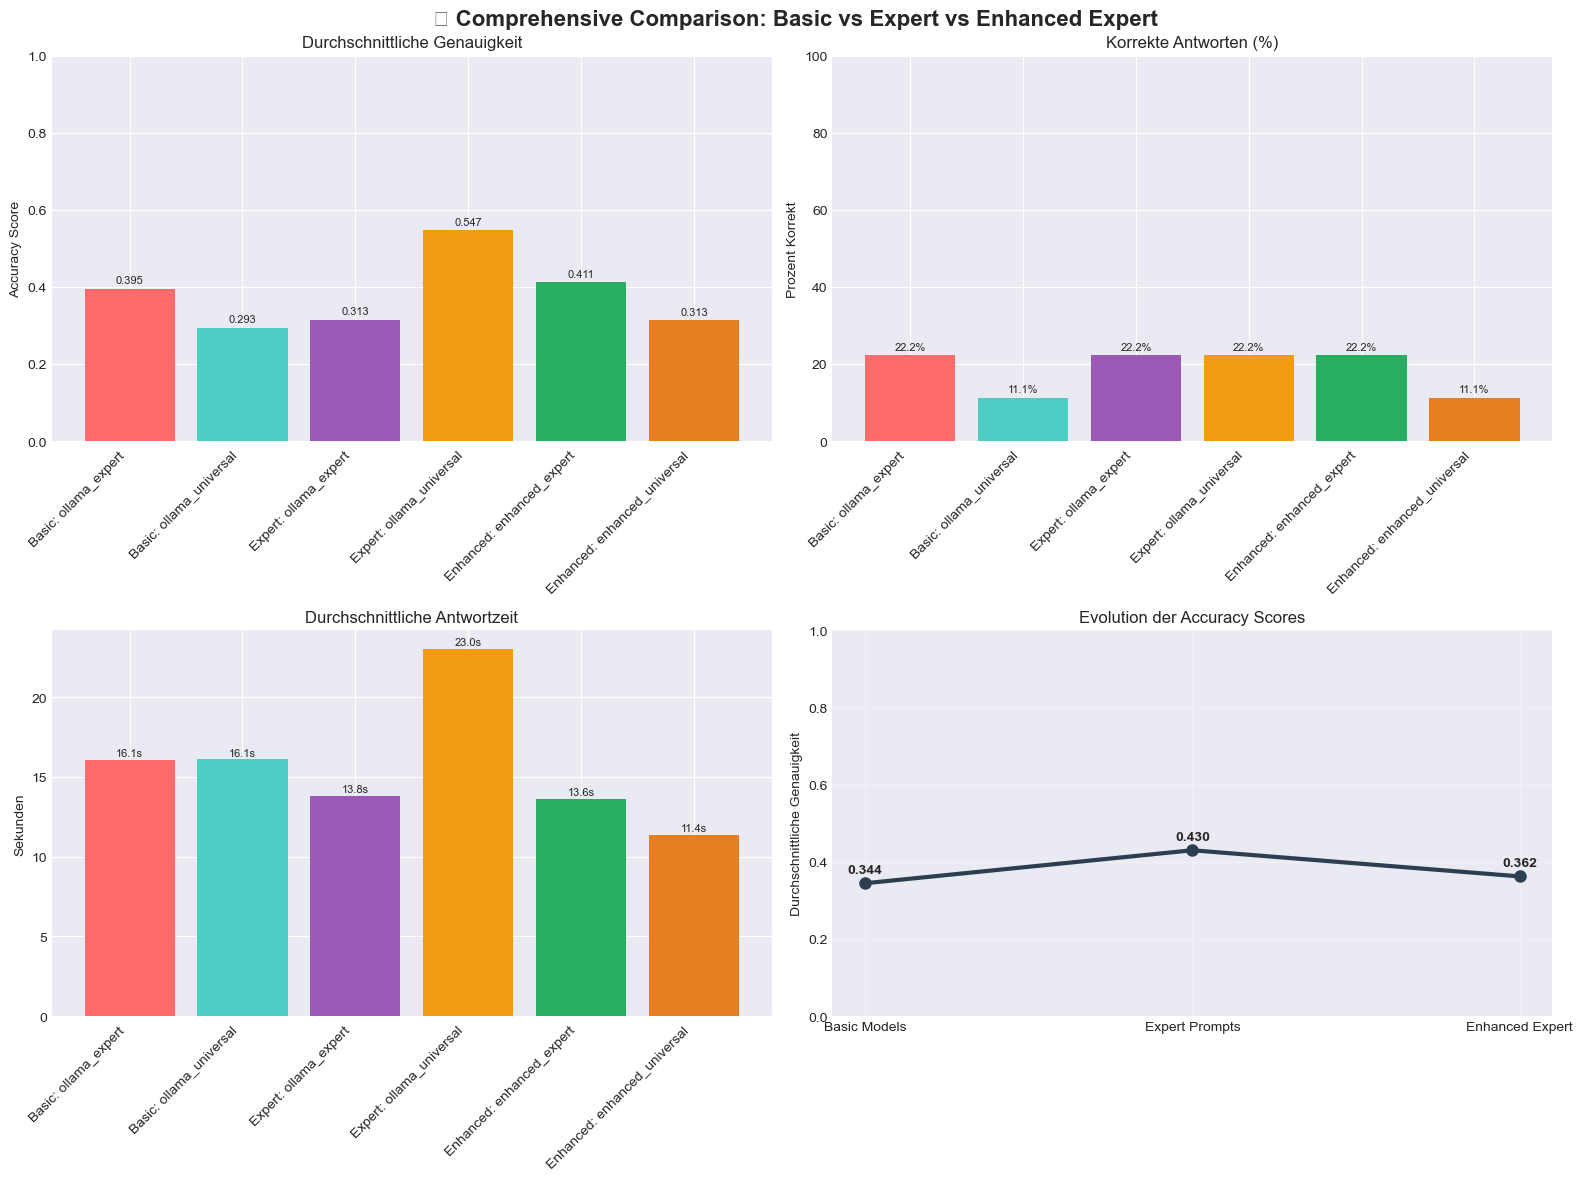 Comprehensive Comparison: Basic vs Expert vs Enhanced Expert
Durchschnittliche Genauigkeit
Accuracy Score
1.0
0.8
0.6
0.4
0.2
0.0
0.395
0.293
0.313
0.547
0.411
0.313
Basic: ollama_expert
Basic: ollama_universal
Expert: ollama_expert
Expert: ollama_universal
Enhanced: enhanced_expert
Enhanced: enhanced_universal
Korrekte Antworten (%)
Prozent Korrekt
100
80
60
40
20
0
22.2%
11.1%
22.2%
22.2%
22.2%
11.1%
Basic: ollama_expert
Basic: ollama_universal
Expert: ollama_expert
Expert: ollama_universal
Enhanced: enhanced_expert
Enhanced: enhanced_universal
Durchschnittliche Antwortzeit
Sekunden
20
15
10
5
0
16.1s
16.1s
13.8s
23.0s
13.6s
11.4s
Basic: ollama_expert
Basic: ollama_universal
Expert: ollama_expert
Expert: ollama_universal
Enhanced: enhanced_expert
Enhanced: enhanced_universal
Evolution der Accuracy Scores
Durchschnittliche Genauigkeit
1.0
0.8
0.6
0.4
0.2
0.0
0.344
0.430
0.362
Basic Models
Expert Prompts
Enhanced Expert